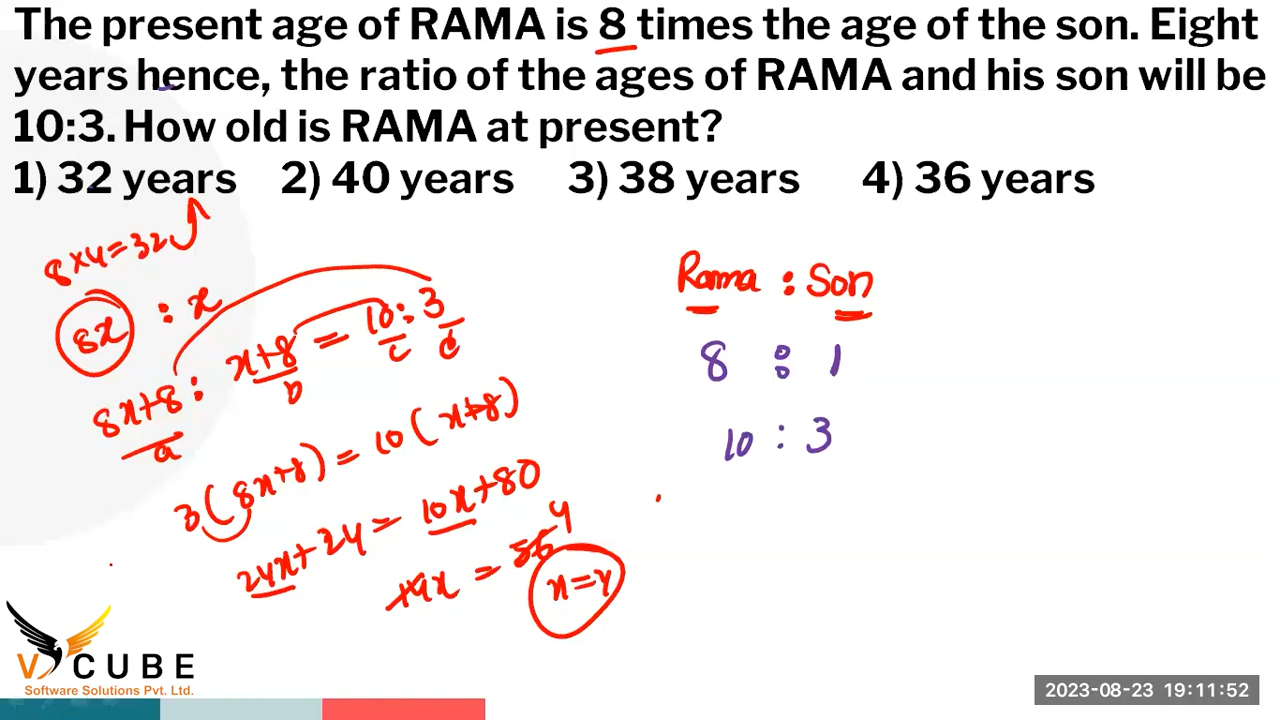 The present age of RAMA is 8 times the age of the son. Eight
years hence, the ratio of the ages of RAMA and his son will be
10:3. How old is RAMA at present?
1) 32 years 2) 40 years 3) 38 years 4) 36 years
8×4=32
8x : x
8x+8 : x+8 = 10:3
a b c d
3(8x+8) = 10(x+8)
24x+24 = 10x+80
14x = 56 4
x=4
Rama : Son
8 : 1
10 : 3
V CUBE
Software Solutions Pvt. Ltd.
2023-08-23 19:11:52